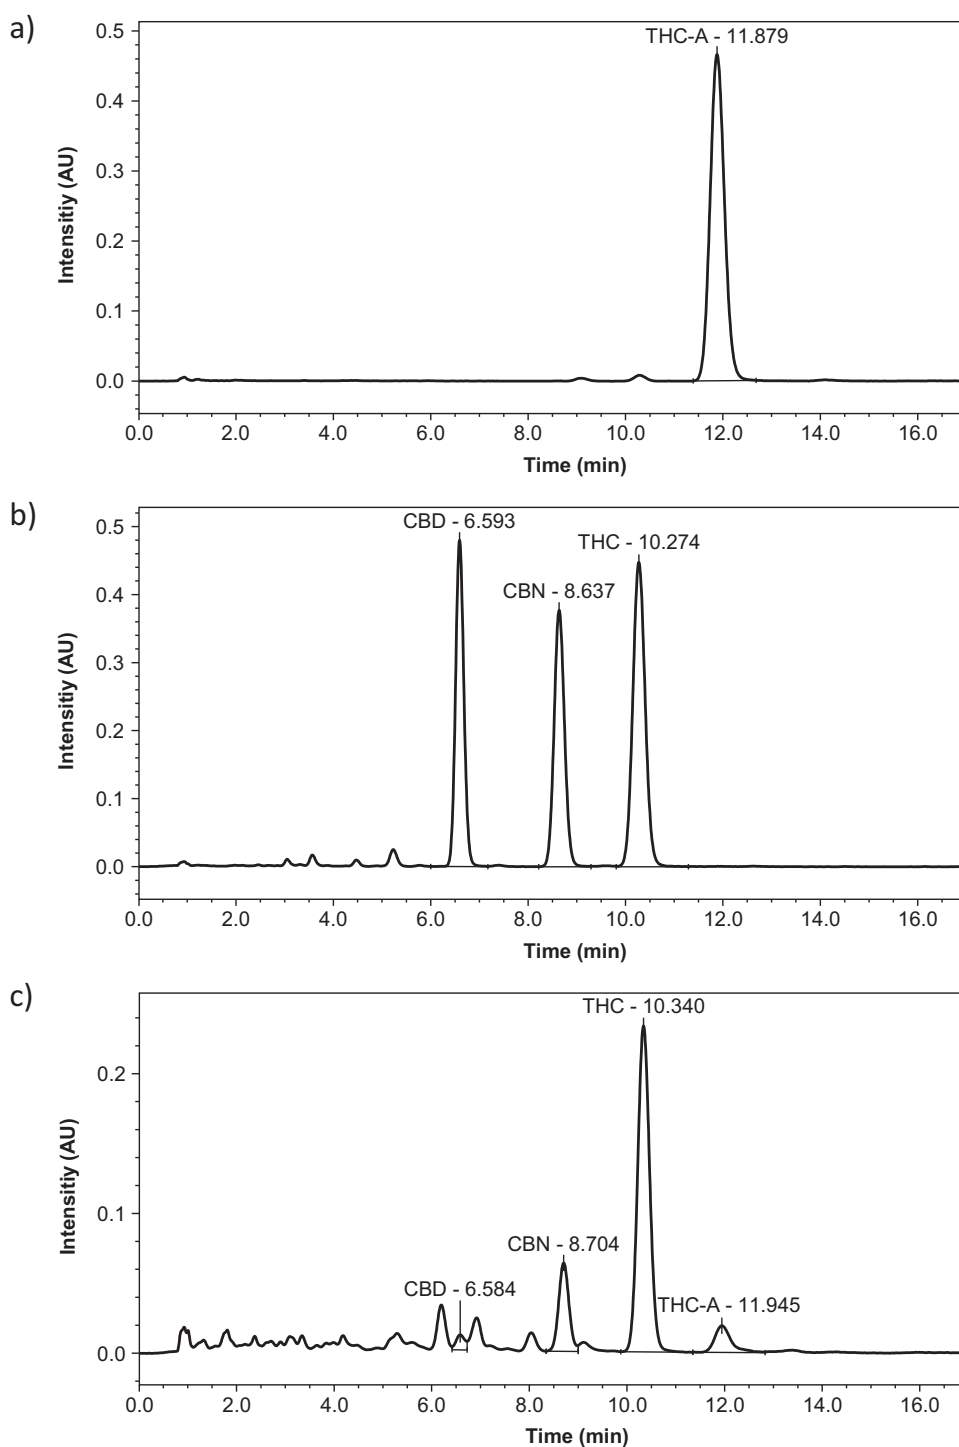 a)
THC-A - 11.879
0.5
0.4
0.3
0.2
0.1
0.0
Intensitiy (AU)
0.0 2.0 4.0 6.0 8.0 10.0 12.0 14.0 16.0
Time (min)
b)
CBD - 6.593
THC - 10.274
CBN - 8.637
0.5
0.4
0.3
0.2
0.1
0.0
Intensitiy (AU)
0.0 2.0 4.0 6.0 8.0 10.0 12.0 14.0 16.0
Time (min)
c)
THC - 10.340
CBN - 8.704
CBD - 6.584
THC-A - 11.945
0.2
0.1
0.0
Intensitiy (AU)
0.0 2.0 4.0 6.0 8.0 10.0 12.0 14.0 16.0
Time (min)